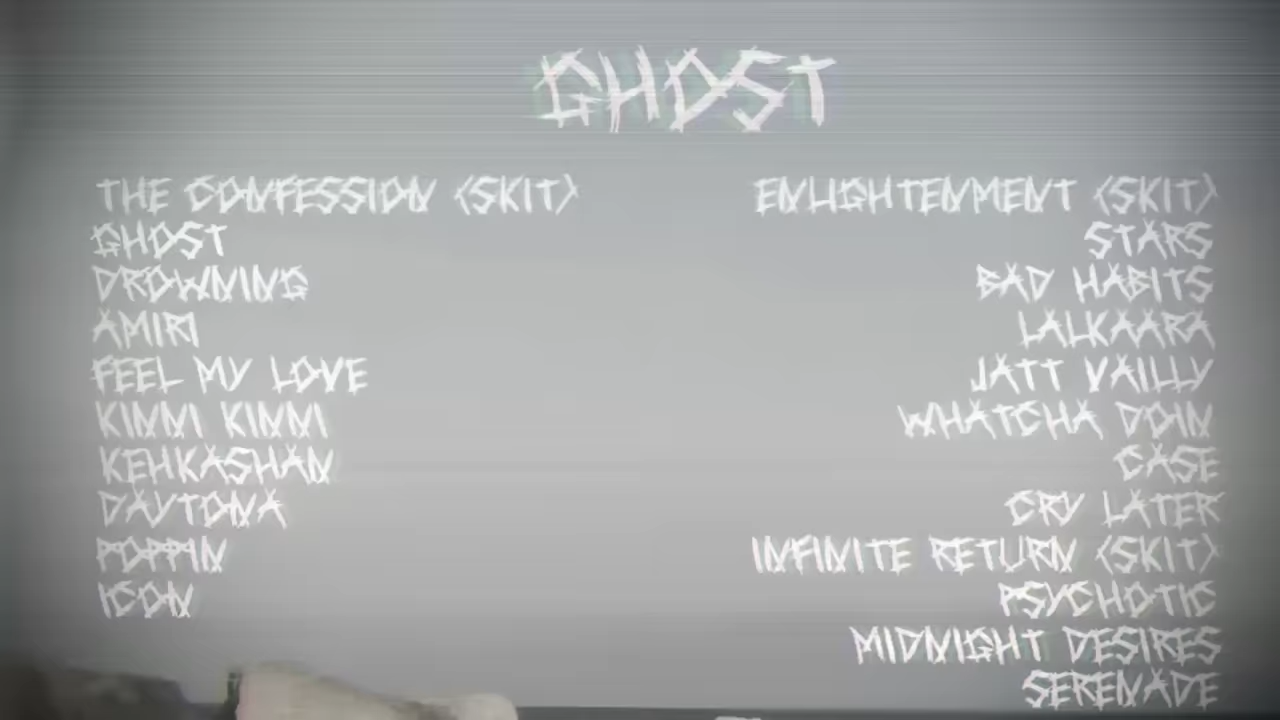 GHOST
THE CONFESSION (SKIT)
GHOST
DROWNING
AMIRI
FEEL MY LOVE
KINNI KINNI
KEHKASHAN
DAYTONA
POPPIN
ICON
ENLIGHTENMENT (SKIT)
STARS
BAD HABITS
LALKAARA
JATT VAILLY
WHATCHA DOIN
CASE
CRY LATER
INFINITE RETURN (SKIT)
PSYCHOTIC
MIDNIGHT DESIRES
SERENADE